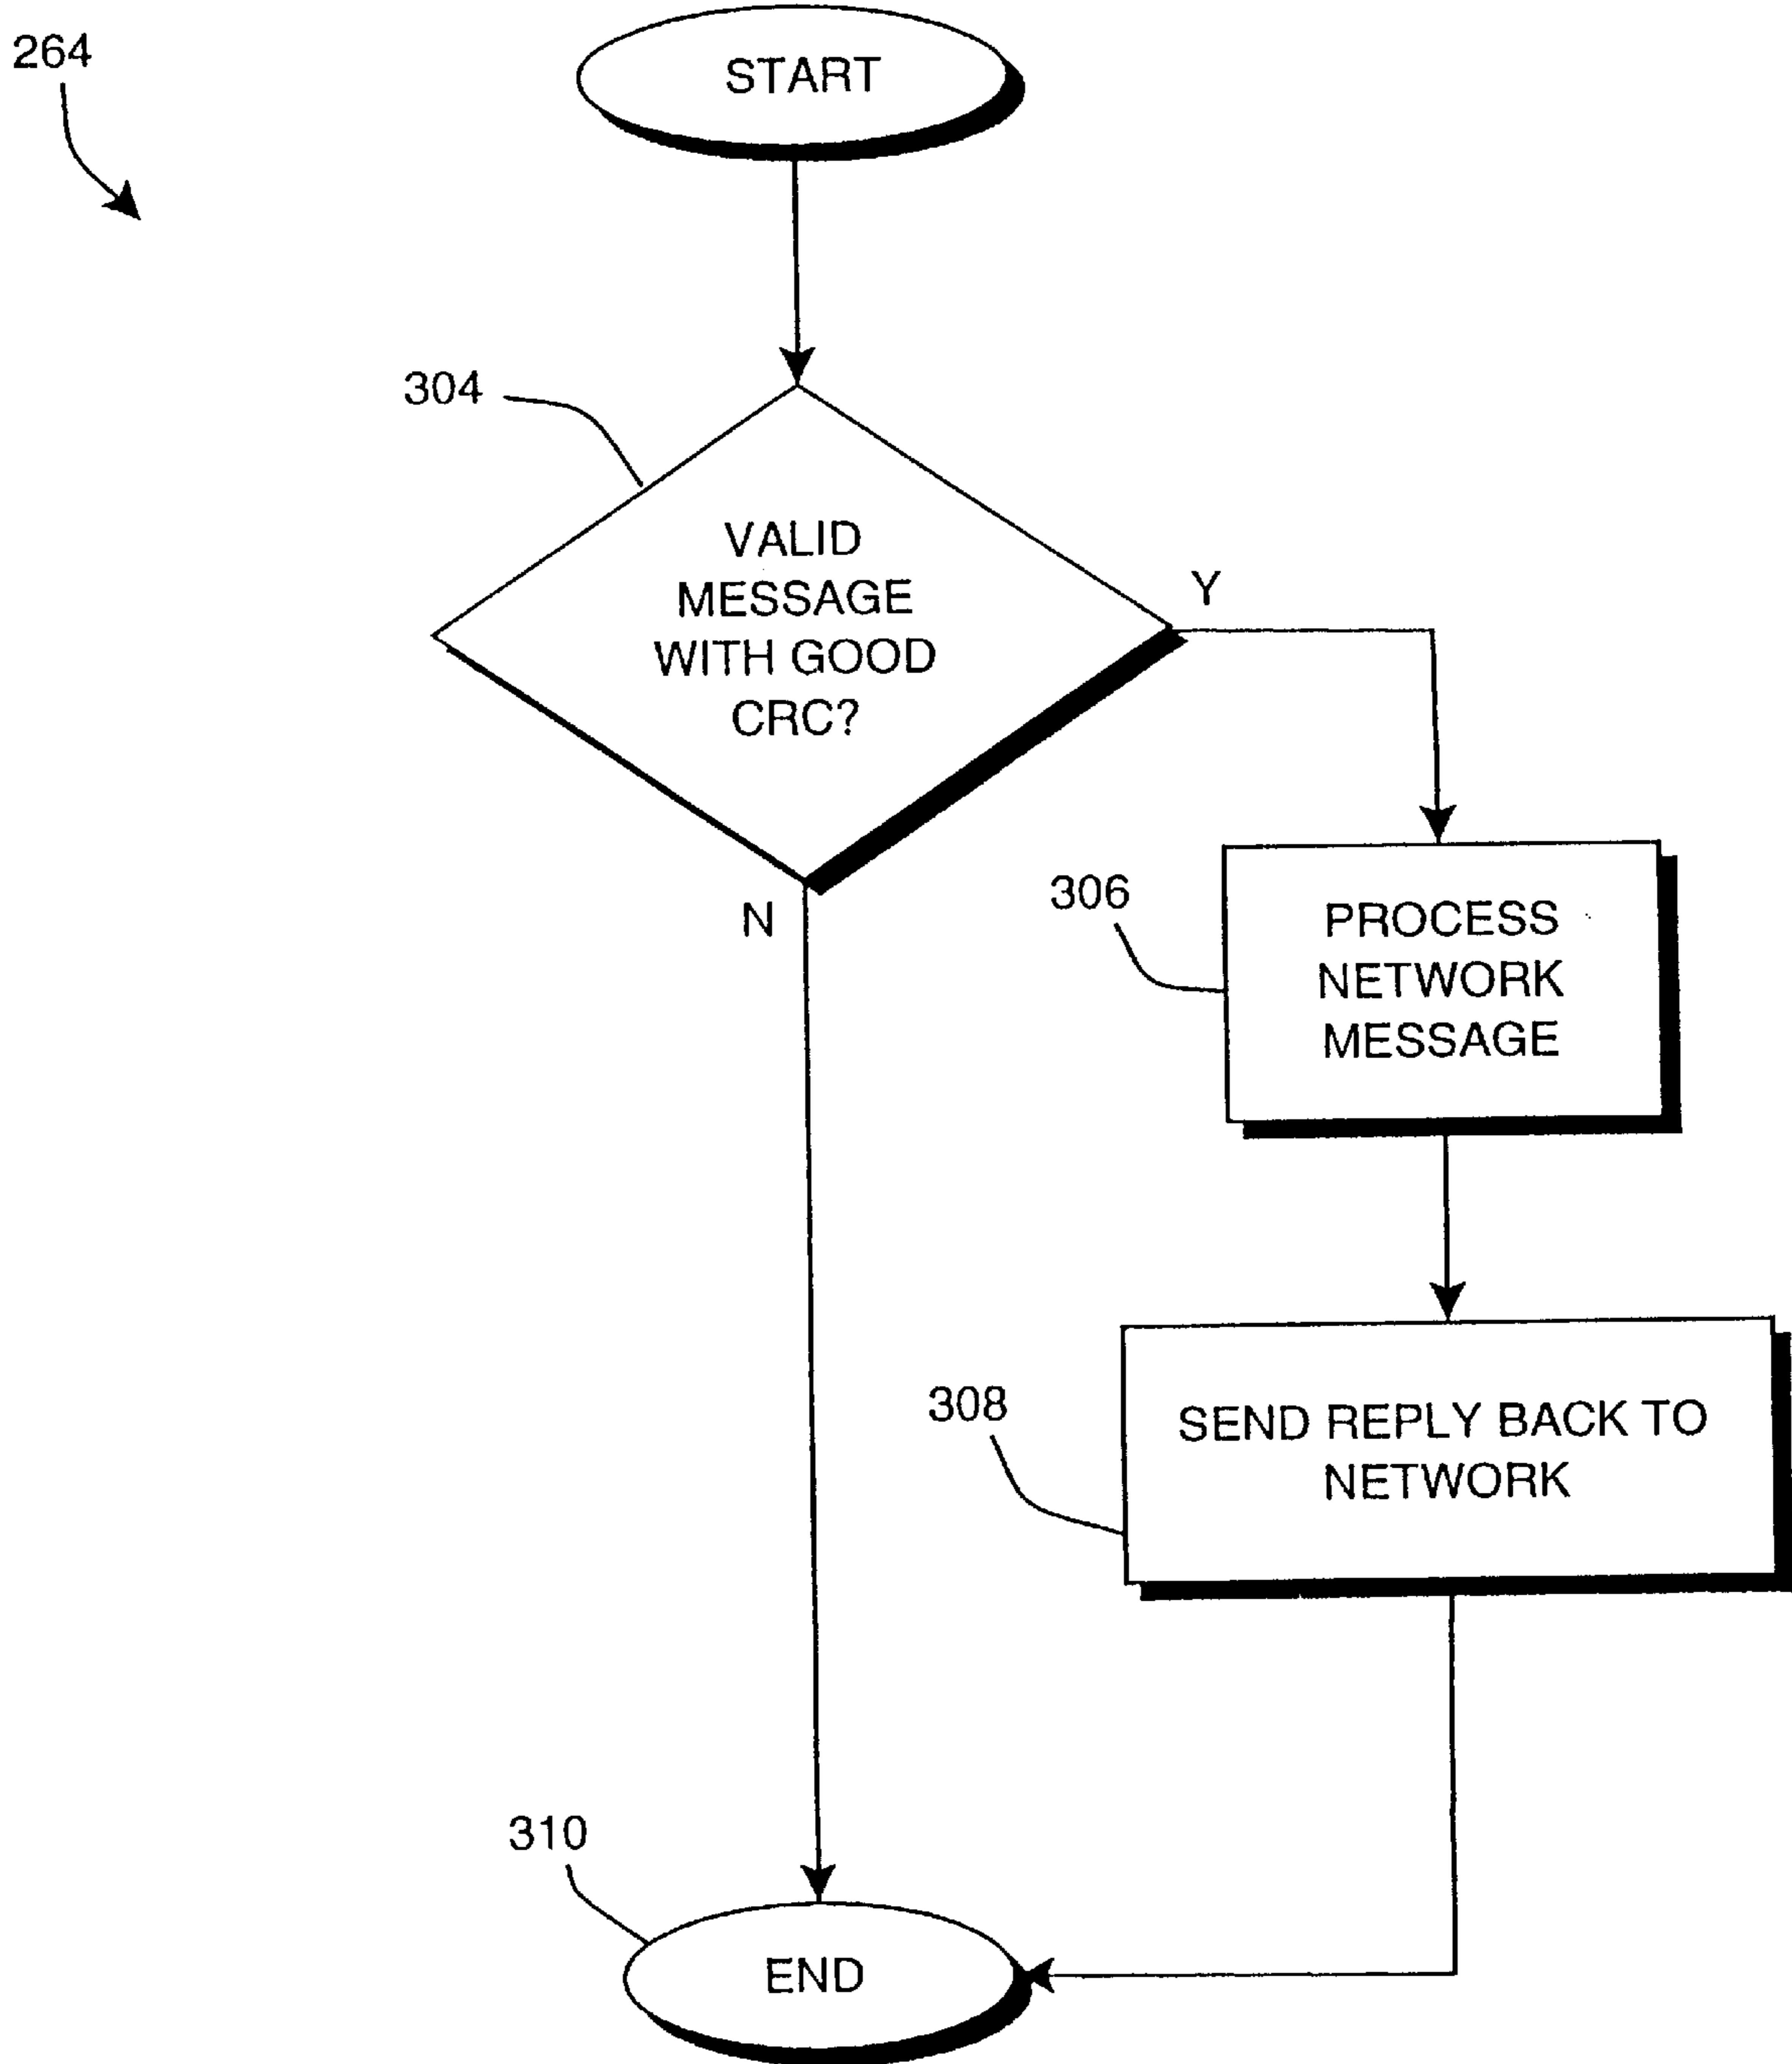 264
START
304
VALID
MESSAGE
WITH GOOD
CRC?
Y
N
306
PROCESS
NETWORK
MESSAGE
308
SEND REPLY BACK TO
NETWORK
310
END